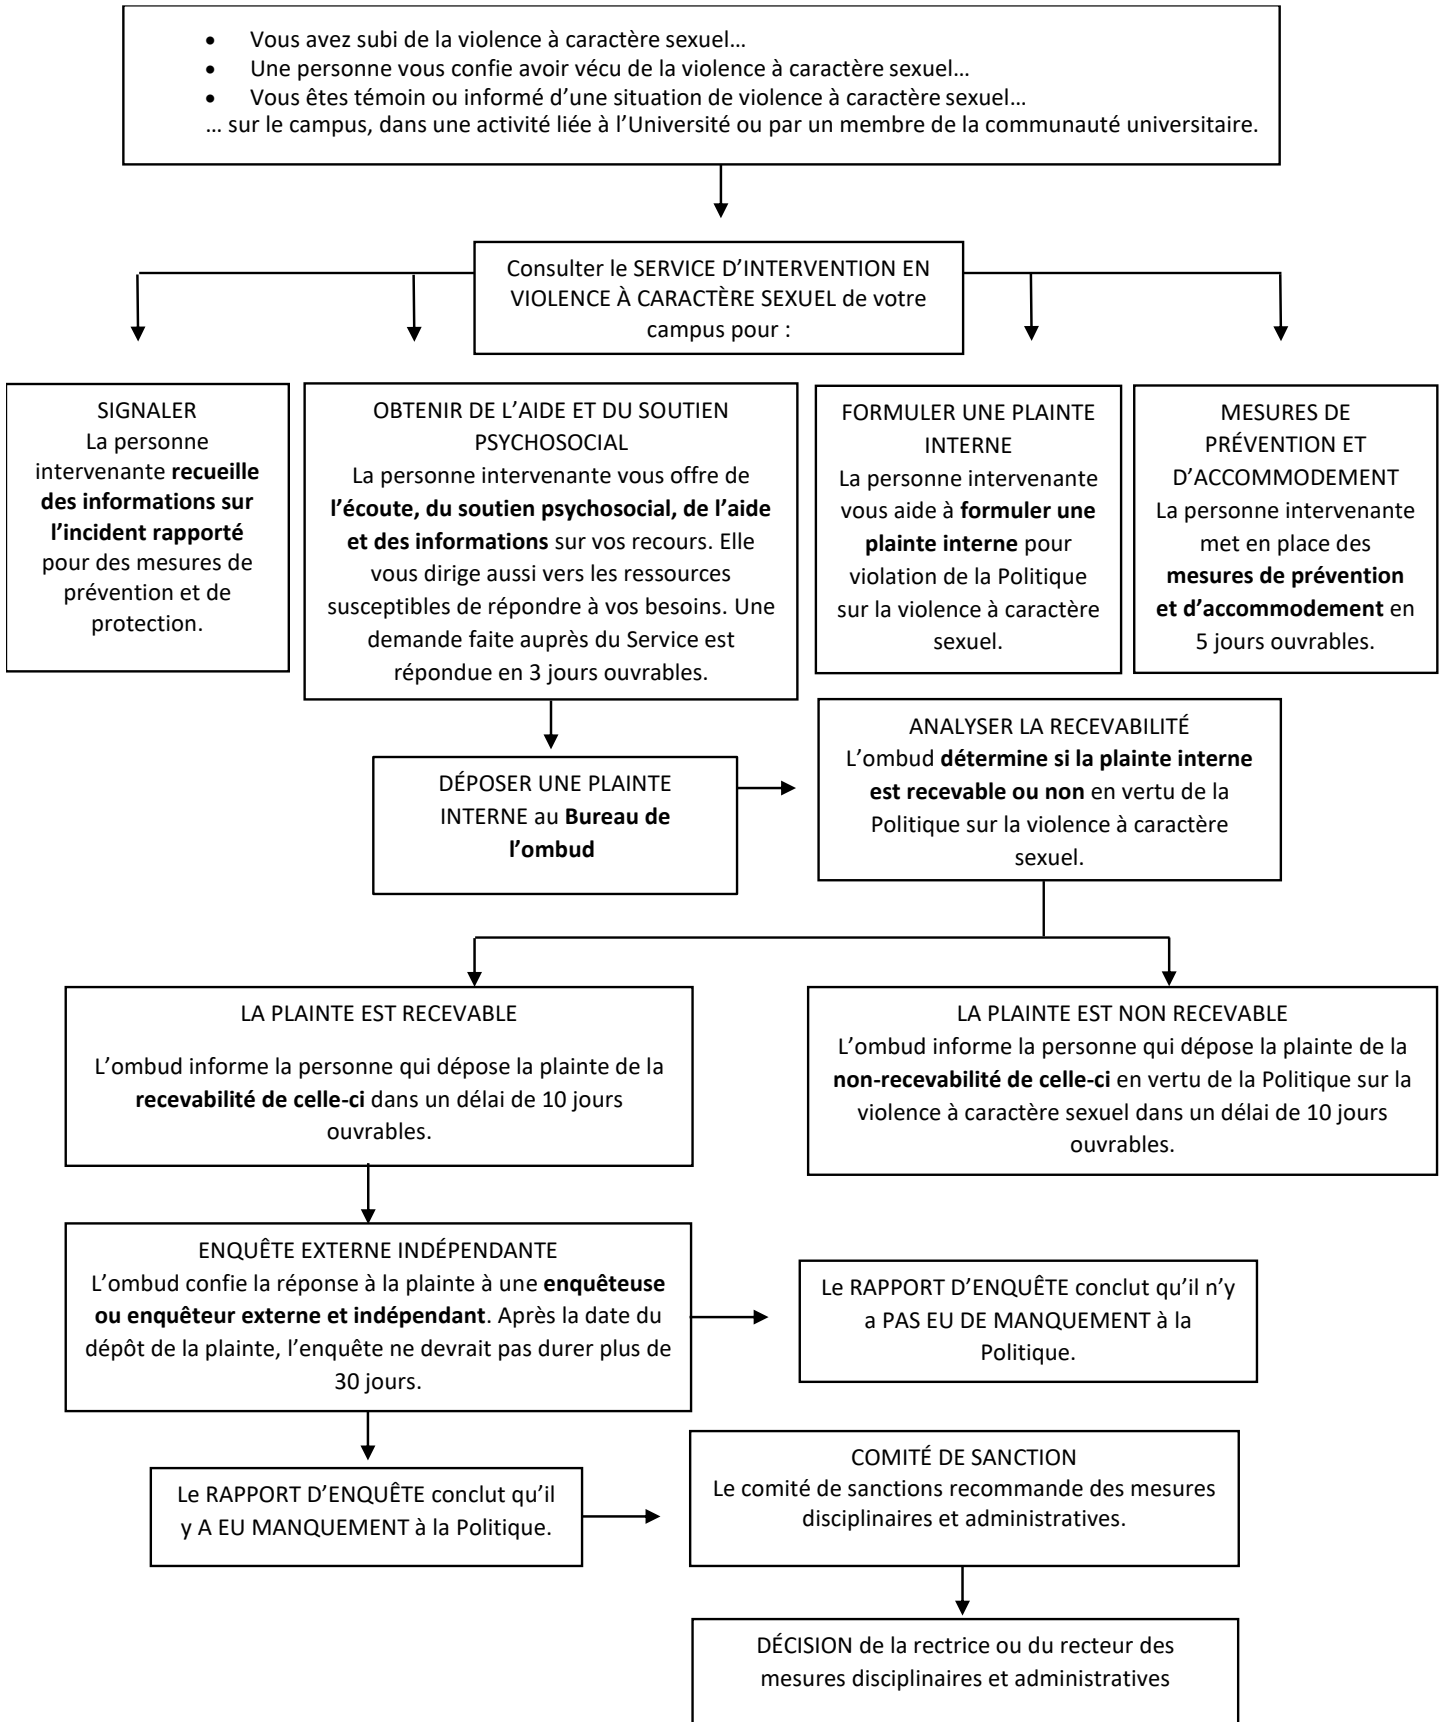 • Vous avez subi de la violence à caractère sexuel…
• Une personne vous confie avoir vécu de la violence à caractère sexuel…
• Vous êtes témoin ou informé d’une situation de violence à caractère sexuel…
… sur le campus, dans une activité liée à l’Université ou par un membre de la communauté universitaire.
Consulter le SERVICE D’INTERVENTION EN
VIOLENCE À CARACTÈRE SEXUEL de votre
campus pour :
SIGNALER
La personne
intervenante recueille
des informations sur
l’incident rapporté
pour des mesures de
prévention et de
protection.
OBTENIR DE L’AIDE ET DU SOUTIEN
PSYCHOSOCIAL
La personne intervenante vous offre de
l’écoute, du soutien psychosocial, de l’aide
et des informations sur vos recours. Elle
vous dirige aussi vers les ressources
susceptibles de répondre à vos besoins. Une
demande faite auprès du Service est
répondue en 3 jours ouvrables.
FORMULER UNE PLAINTE
INTERNE
La personne intervenante
vous aide à formuler une
plainte interne pour
violation de la Politique
sur la violence à caractère
sexuel.
MESURES DE
PRÉVENTION ET
D’ACCOMMODEMENT
La personne intervenante
met en place des
mesures de prévention
et d’accommodement en
5 jours ouvrables.
DÉPOSER UNE PLAINTE
INTERNE au Bureau de
l’ombud
ANALYSER LA RECEVABILITÉ
L’ombud détermine si la plainte interne
est recevable ou non en vertu de la
Politique sur la violence à caractère
sexuel.
LA PLAINTE EST RECEVABLE
L’ombud informe la personne qui dépose la plainte de la
recevabilité de celle-ci dans un délai de 10 jours
ouvrables.
LA PLAINTE EST NON RECEVABLE
L’ombud informe la personne qui dépose la plainte de la
non-recevabilité de celle-ci en vertu de la Politique sur la
violence à caractère sexuel dans un délai de 10 jours
ouvrables.
ENQUÊTE EXTERNE INDÉPENDANTE
L’ombud confie la réponse à la plainte à une enquêteuse
ou enquêteur externe et indépendant. Après la date du
dépôt de la plainte, l’enquête ne devrait pas durer plus de
30 jours.
Le RAPPORT D’ENQUÊTE conclut qu’il n’y
a PAS EU DE MANQUEMENT à la
Politique.
Le RAPPORT D’ENQUÊTE conclut qu’il
y A EU MANQUEMENT à la Politique.
COMITÉ DE SANCTION
Le comité de sanctions recommande des mesures
disciplinaires et administratives.
DÉCISION de la rectrice ou du recteur des
mesures disciplinaires et administratives